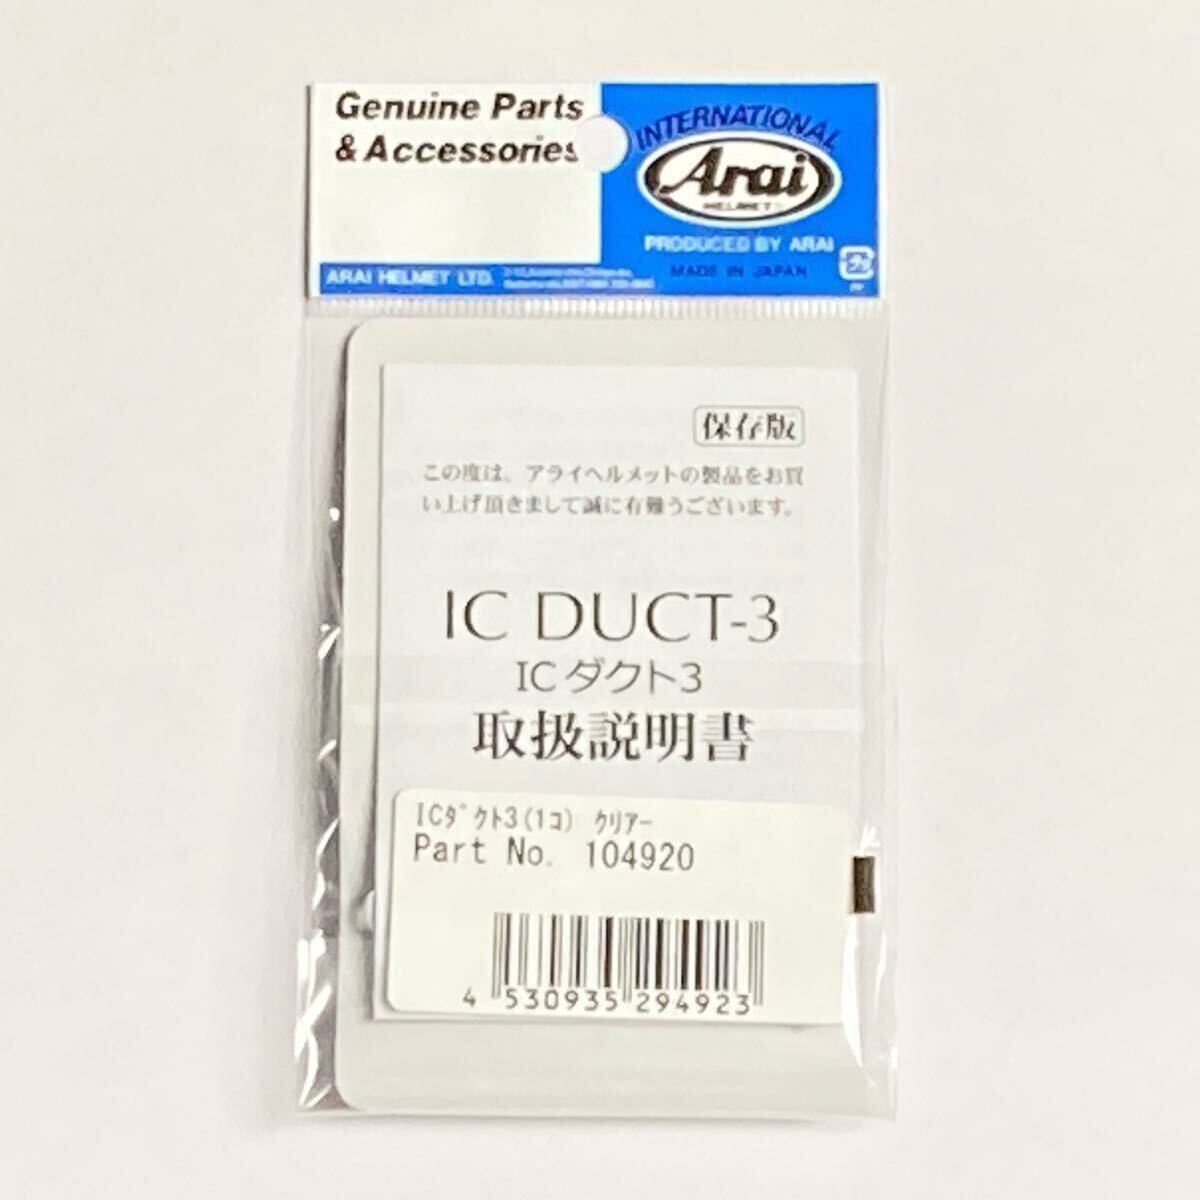 Genuine Parts
& Accessories
INTERNATIONAL
Arai
HELMET
PRODUCED BY ARAI
MADE IN JAPAN
ARAI HELMET LTD.
保存版
この度は、アライヘルメットの製品をお買
い上げ頂きまして誠に有難うございます。
IC DUCT-3
ICダクト3
取扱説明書
ICﾀﾞｸﾄ3(1ｺ) ｸﾘｱｰ
Part No. 104920
4 530935 294923